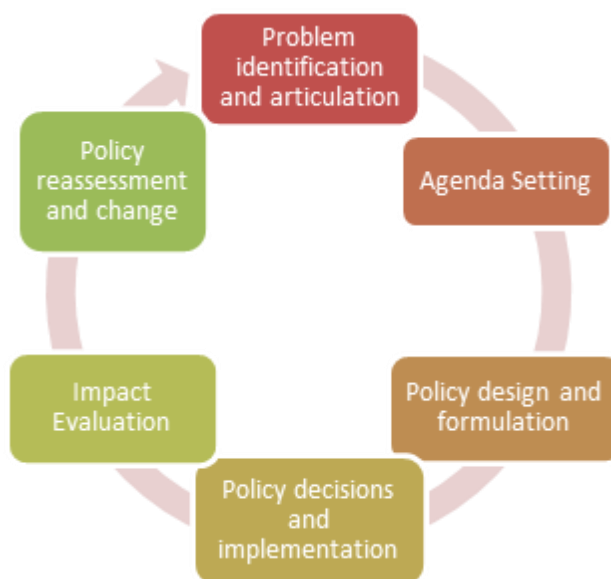 Problem
identification
and articulation
Agenda Setting
Policy design and
formulation
Policy decisions
and
implementation
Impact
Evaluation
Policy
reassessment
and change